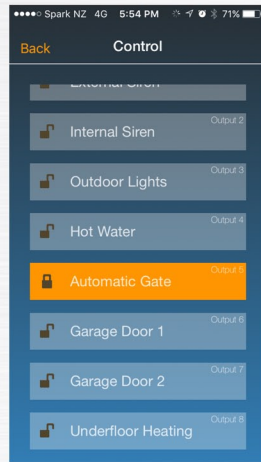 Spark NZ 4G 5:54 PM 71%
Back Control
External Siren
Output 2
Internal Siren
Output 3
Outdoor Lights
Output 4
Hot Water
Output 5
Automatic Gate
Output 6
Garage Door 1
Output 7
Garage Door 2
Output 8
Underfloor Heating